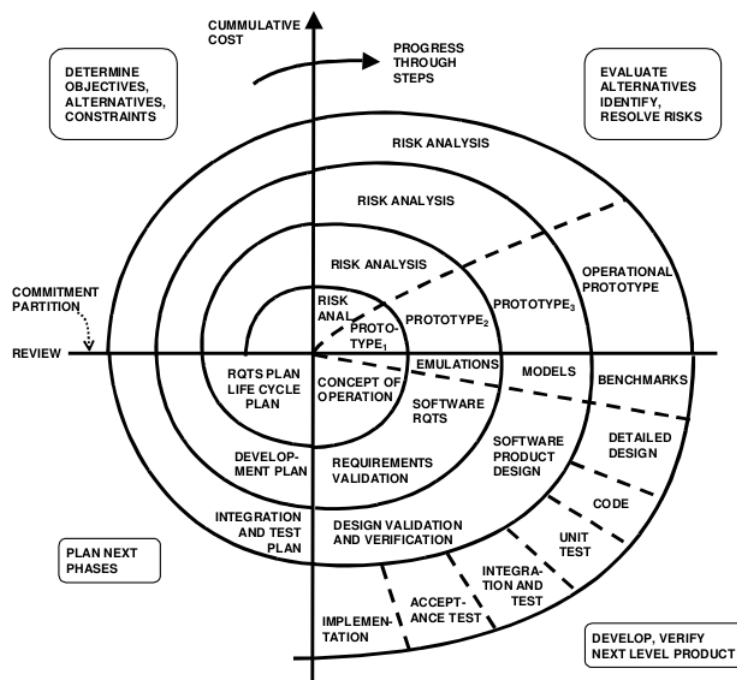 CUMMULATIVE
COST
PROGRESS
THROUGH
STEPS
DETERMINE
OBJECTIVES,
ALTERNATIVES,
CONSTRAINTS
EVALUATE
ALTERNATIVES
IDENTIFY,
RESOLVE RISKS
RISK ANALYSIS
RISK ANALYSIS
RISK ANALYSIS
RISK
ANAL.
PROTO-
TYPE1
PROTOTYPE2
PROTOTYPE3
OPERATIONAL
PROTOTYPE
COMMITMENT
PARTITION
REVIEW
RQTS PLAN
LIFE CYCLE
PLAN
CONCEPT OF
OPERATION
EMULATIONS
MODELS
BENCHMARKS
SOFTWARE
RQTS
SOFTWARE
PRODUCT
DESIGN
DETAILED
DESIGN
DEVELOP-
MENT PLAN
REQUIREMENTS
VALIDATION
CODE
INTEGRATION
AND TEST
PLAN
DESIGN VALIDATION
AND VERIFICATION
UNIT
TEST
INTEGRA-
TION AND
TEST
ACCEPT-
ANCE TEST
IMPLEMEN-
TATION
PLAN NEXT
PHASES
DEVELOP, VERIFY
NEXT LEVEL PRODUCT